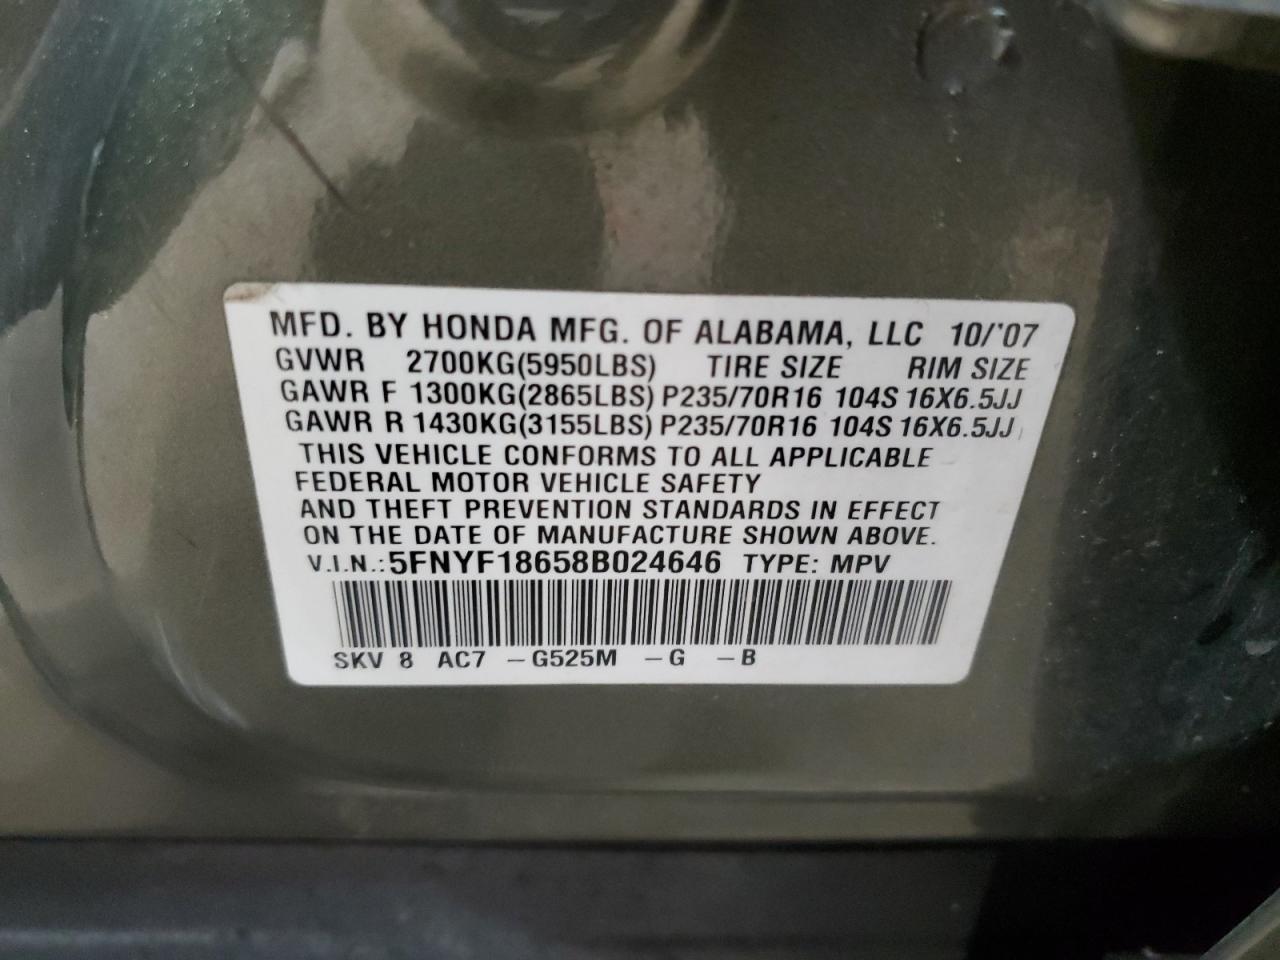 MFD. BY HONDA MFG. OF ALABAMA, LLC 10/'07
GVWR 2700KG(5950LBS) TIRE SIZE RIM SIZE
GAWR F 1300KG(2865LBS) P235/70R16 104S 16X6.5JJ
GAWR R 1430KG(3155LBS) P235/70R16 104S 16X6.5JJ
THIS VEHICLE CONFORMS TO ALL APPLICABLE
FEDERAL MOTOR VEHICLE SAFETY
AND THEFT PREVENTION STANDARDS IN EFFECT
ON THE DATE OF MANUFACTURE SHOWN ABOVE.
V.I.N.: 5FNYF18658B024646 TYPE: MPV
SKV 8 AC7 – G525M – G – B